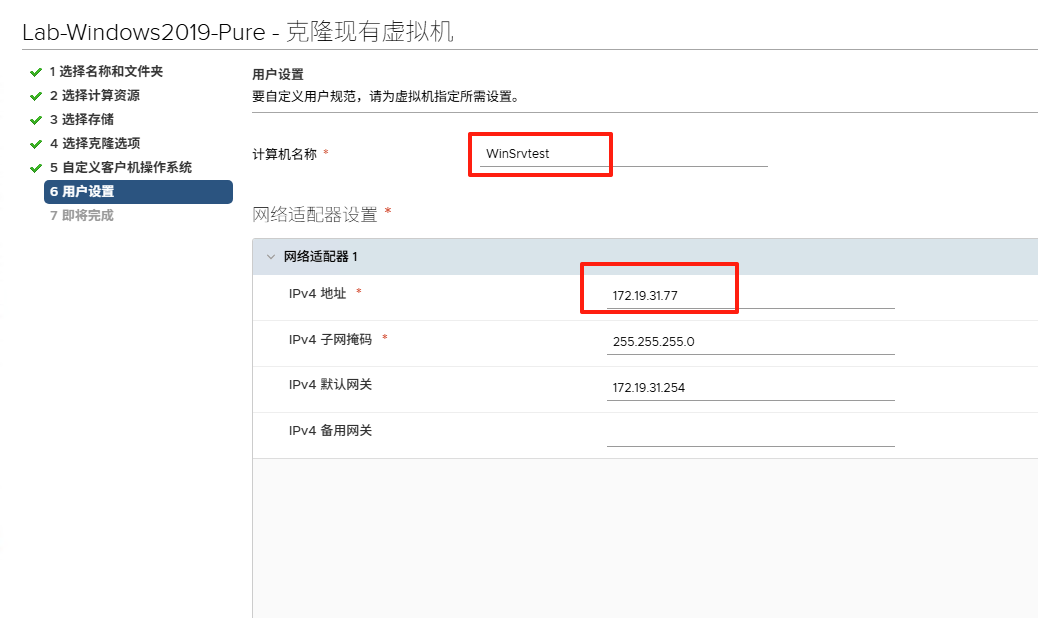 Lab-Windows2019-Pure - 克隆现有虚拟机
1 选择名称和文件夹
2 选择计算资源
3 选择存储
4 选择克隆选项
5 自定义客户机操作系统
6 用户设置
7 即将完成
用户设置
要自定义用户规范，请为虚拟机指定所需设置。
计算机名称 * WinSrvtest
网络适配器设置 *
网络适配器 1
IPv4 地址 * 172.19.31.77
IPv4 子网掩码 * 255.255.255.0
IPv4 默认网关 172.19.31.254
IPv4 备用网关